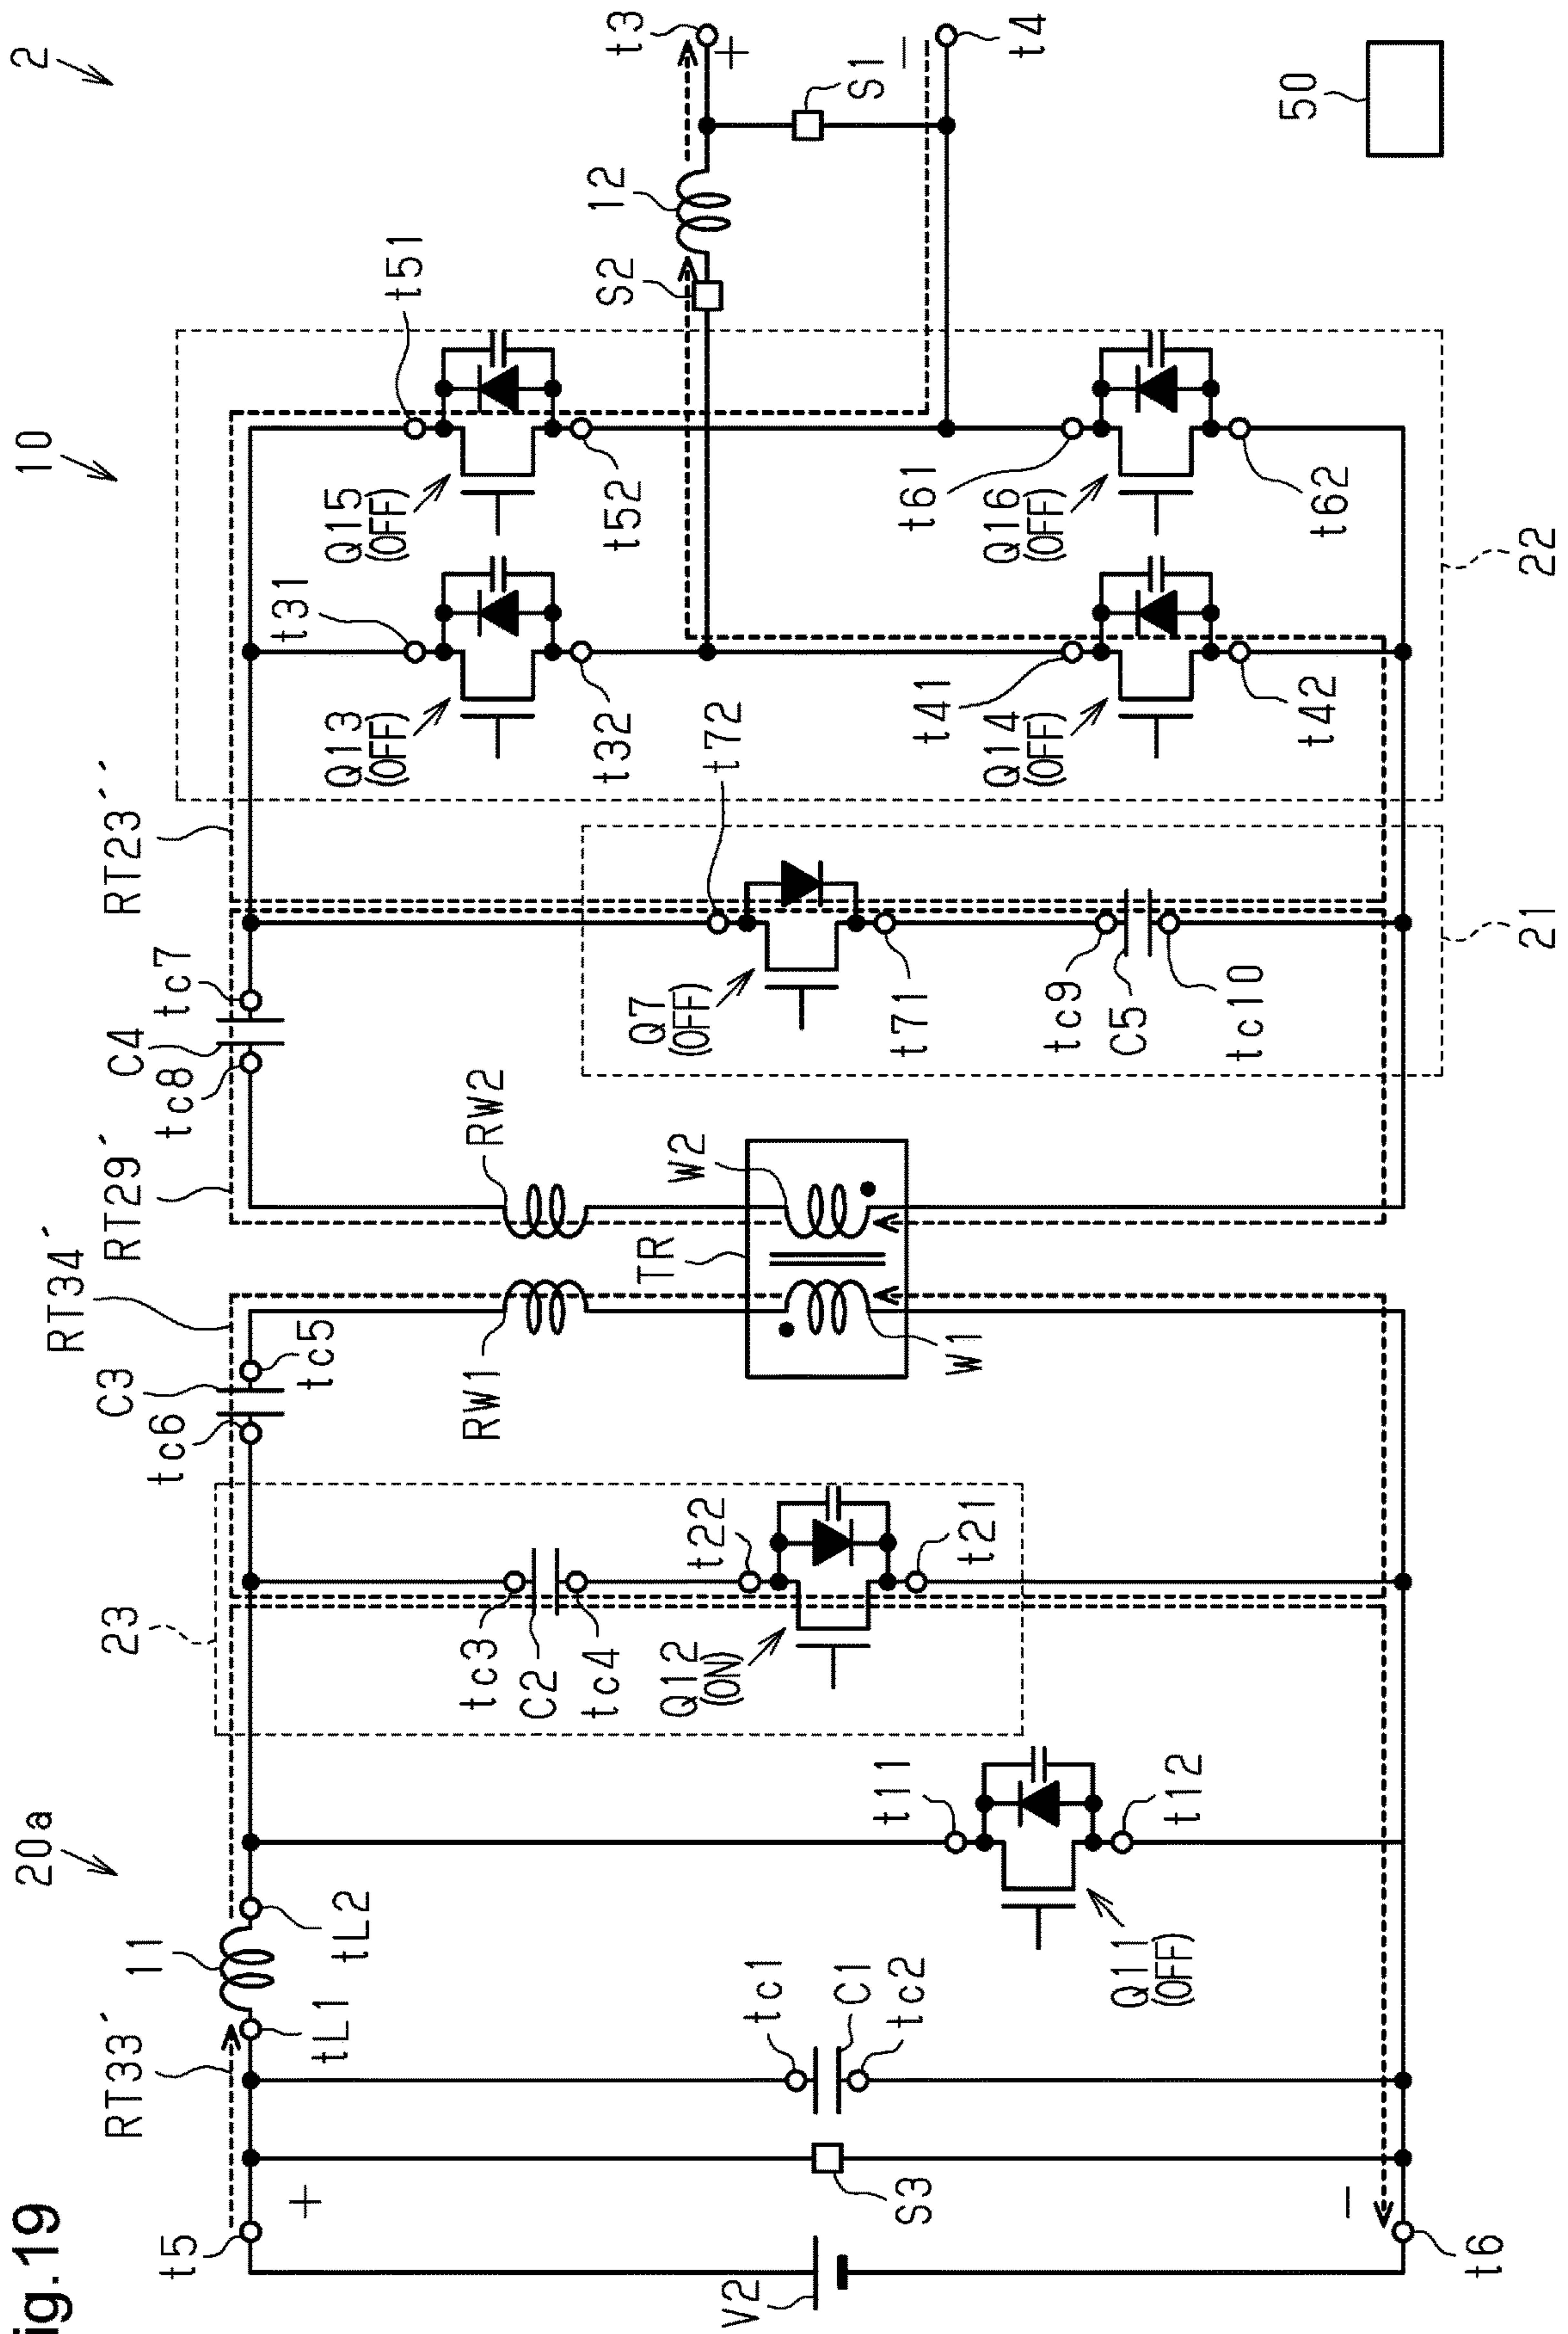 Fig.19
2
10
20a
RT33´
RT34´
RT29´
RT23´´
t5
+
11
tL1
tL2
23
tc6
C3
tc5
tc8
C4
tc7
t31
t51
Q13
(OFF)
Q15
(OFF)
t32
t52
S2
12
t3
+
S1
−
t4
50
V2
S3
tc1
C1
tc2
t11
t12
Q11
(OFF)
tc3
C2
tc4
t22
t21
Q12
(ON)
RW1
RW2
TR
W1
W2
t72
Q7
(OFF)
t71
tc9
C5
tc10
21
t41
Q14
(OFF)
t42
t61
Q16
(OFF)
t62
22
−
t6